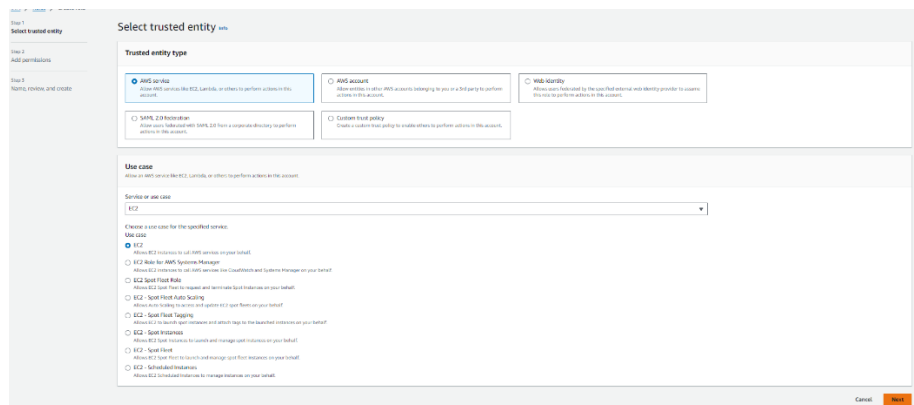 Step 1
Select trusted entity
Step 2
Add permissions
Step 3
Name, review, and create
Select trusted entity Info
Trusted entity type
AWS service
Allow AWS services like EC2, Lambda, or others to perform actions in this
account.
AWS account
Allow entities in other AWS accounts belonging to you or a 3rd party to perform
actions in this account.
Web identity
Allows users federated by the specified external web identity provider to assume
this role to perform actions in this account.
SAML 2.0 federation
Allow users federated with SAML 2.0 from a corporate directory to perform
actions in this account.
Custom trust policy
Create a custom trust policy to enable others to perform actions in this account.
Use case
Allow an AWS service like EC2, Lambda, or others to perform actions in this account.
Service or use case
EC2
Choose a use case for the specified service.
Use case
EC2
Allows EC2 instances to call AWS services on your behalf.
EC2 Role for AWS Systems Manager
Allows EC2 instances to call AWS services like CloudWatch and Systems Manager on your behalf.
EC2 Spot Fleet Role
Allows EC2 Spot Fleet to request and terminate Spot Instances on your behalf.
EC2 - Spot Fleet Auto Scaling
Allows Auto Scaling to access and update EC2 spot fleets on your behalf.
EC2 - Spot Fleet Tagging
Allows EC2 to launch spot instances and attach tags to the launched instances on your behalf.
EC2 - Spot Instances
Allows EC2 Spot Instances to launch and manage spot instances on your behalf.
EC2 - Spot Fleet
Allows EC2 Spot Fleet to launch and manage spot fleet instances on your behalf.
EC2 - Scheduled Instances
Allows EC2 Scheduled Instances to manage instances on your behalf.
Cancel Next